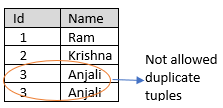 Id Name
1 Ram
2 Krishna
3 Anjali
3 Anjali
Not allowed
duplicate
tuples